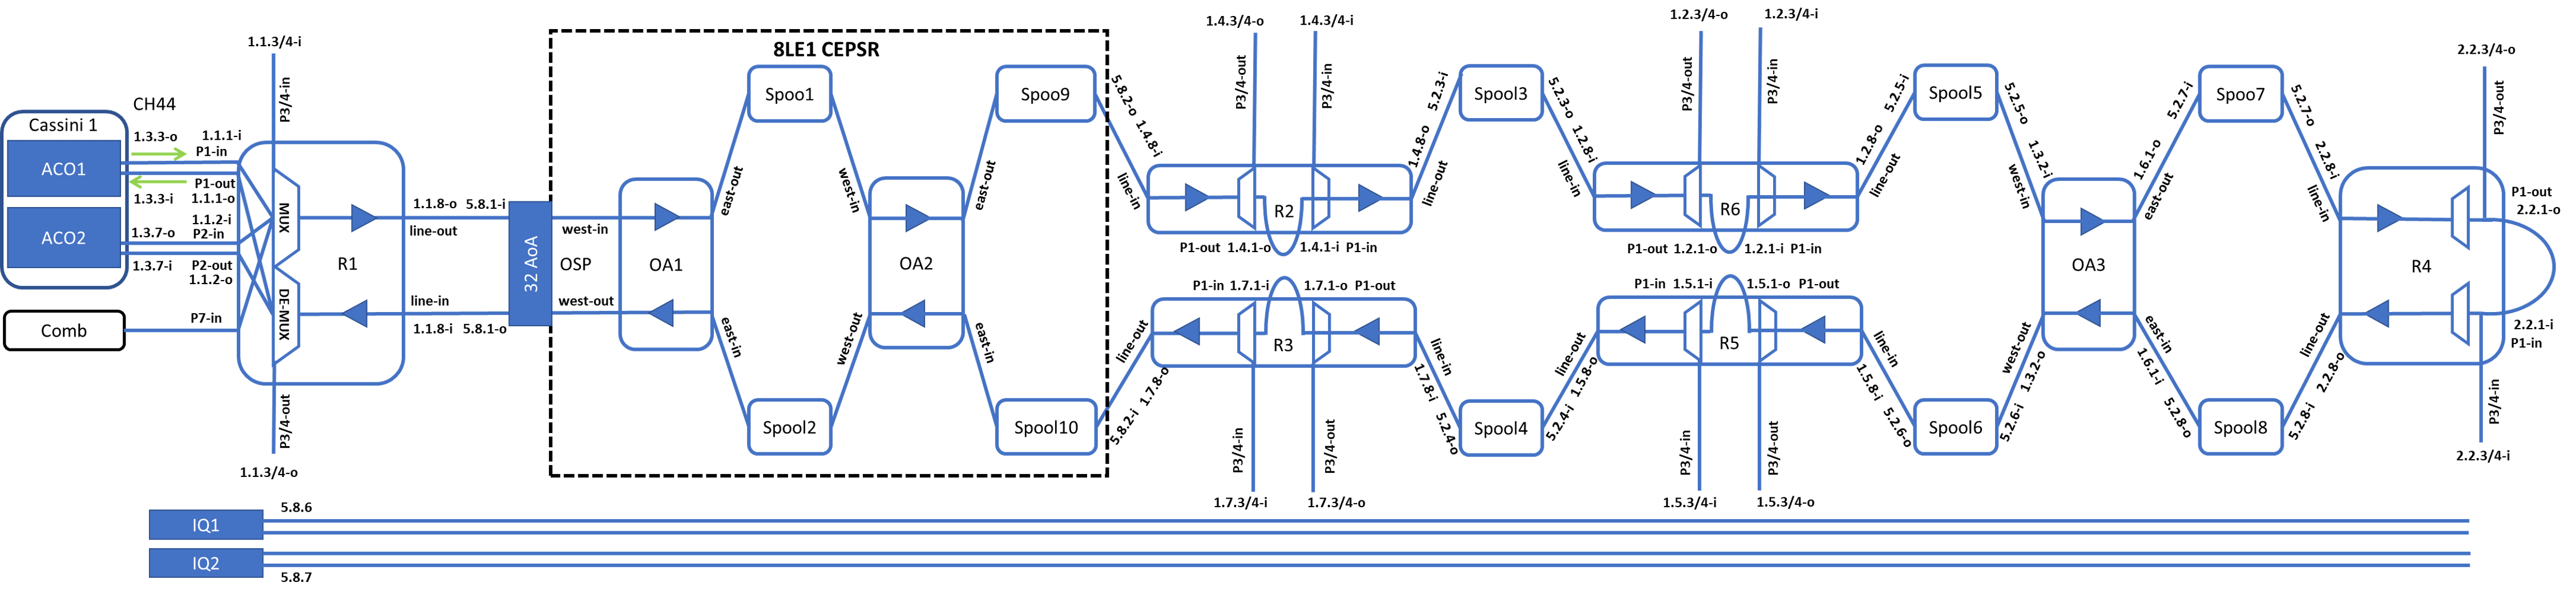 8LE1 CEPSR
1.1.3/4-i
P3/4-in
CH44
Cassini 1
ACO1
ACO2
1.3.3-o
1.1.1-i
P1-in
P1-out
1.3.3-i
1.1.1-o
1.1.2-i
1.3.7-o
P2-in
1.3.7-i
P2-out
1.1.2-o
Comb
P7-in
MUX
DE-MUX
R1
P3/4-out
1.1.3/4-o
1.1.8-o
5.8.1-i
line-out
line-in
1.1.8-i
5.8.1-o
32 AoA
OSP
west-in
west-out
OA1
east-out
east-in
Spoo1
Spool2
west-in
west-out
OA2
east-out
east-in
Spoo9
Spool10
5.8.2-o
1.4.8-i
line-in
1.4.3/4-o
1.4.3/4-i
P3/4-out
P3/4-in
R2
P1-out
1.4.1-o
1.4.1-i
P1-in
1.4.8-o
5.2.3-i
line-out
5.8.2-i
1.7.8-o
line-out
P1-in
1.7.1-i
1.7.1-o
P1-out
R3
P3/4-in
P3/4-out
1.7.3/4-i
1.7.3/4-o
line-in
1.7.8-i
5.2.4-o
Spool3
Spool4
5.2.3-o
1.2.8-i
line-in
1.2.3/4-o
1.2.3/4-i
P3/4-out
P3/4-in
R6
P1-out
1.2.1-o
1.2.1-i
P1-in
1.2.8-o
5.2.5-i
line-out
5.2.4-i
1.5.8-o
line-out
P1-in
1.5.1-i
1.5.1-o
P1-out
R5
P3/4-in
P3/4-out
1.5.3/4-i
1.5.3/4-o
line-in
1.5.8-i
5.2.6-o
Spool5
Spool6
5.2.5-o
1.3.2-i
west-in
west-out
1.3.2-o
5.2.6-i
OA3
1.6.1-o
5.2.7-i
east-out
east-in
1.6.1-i
5.2.8-o
Spoo7
Spool8
5.2.7-o
2.2.8-i
line-in
line-out
2.2.8-o
5.2.8-i
R4
2.2.3/4-o
P3/4-out
P1-out
2.2.1-o
2.2.1-i
P1-in
P3/4-in
2.2.3/4-i
5.8.6
IQ1
IQ2
5.8.7